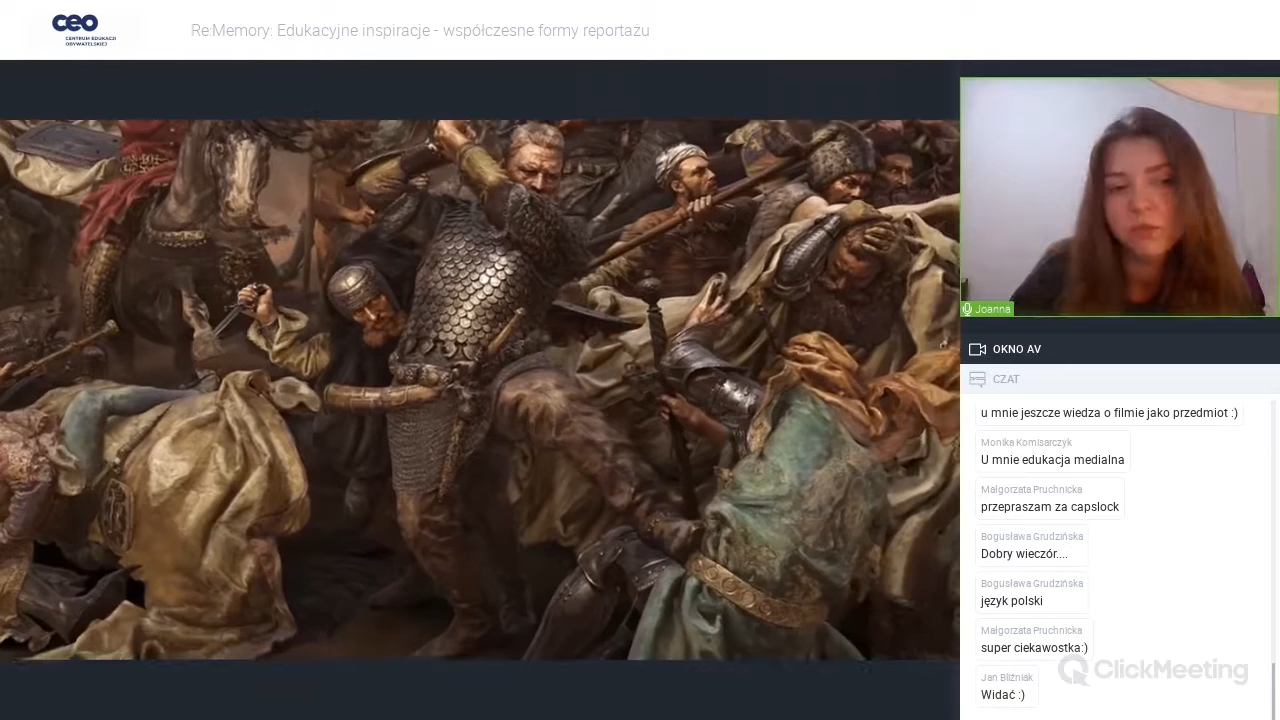 ceo
CENTRUM EDUKACJI
OBYWATELSKIEJ
Re:Memory: Edukacyjne inspiracje - współczesne formy reportażu
Joanna
OKNO AV
CZAT
u mnie jeszcze wiedza o filmie jako przedmiot :)
Monika Komisarczyk
U mnie edukacja medialna
Małgorzata Pruchnicka
przepraszam za capslock
Bogusława Grudzińska
Dobry wieczór....
Bogusława Grudzińska
język polski
Małgorzata Pruchnicka
super ciekawostka:)
Jan Bliźniak
Widać :)
ClickMeeting